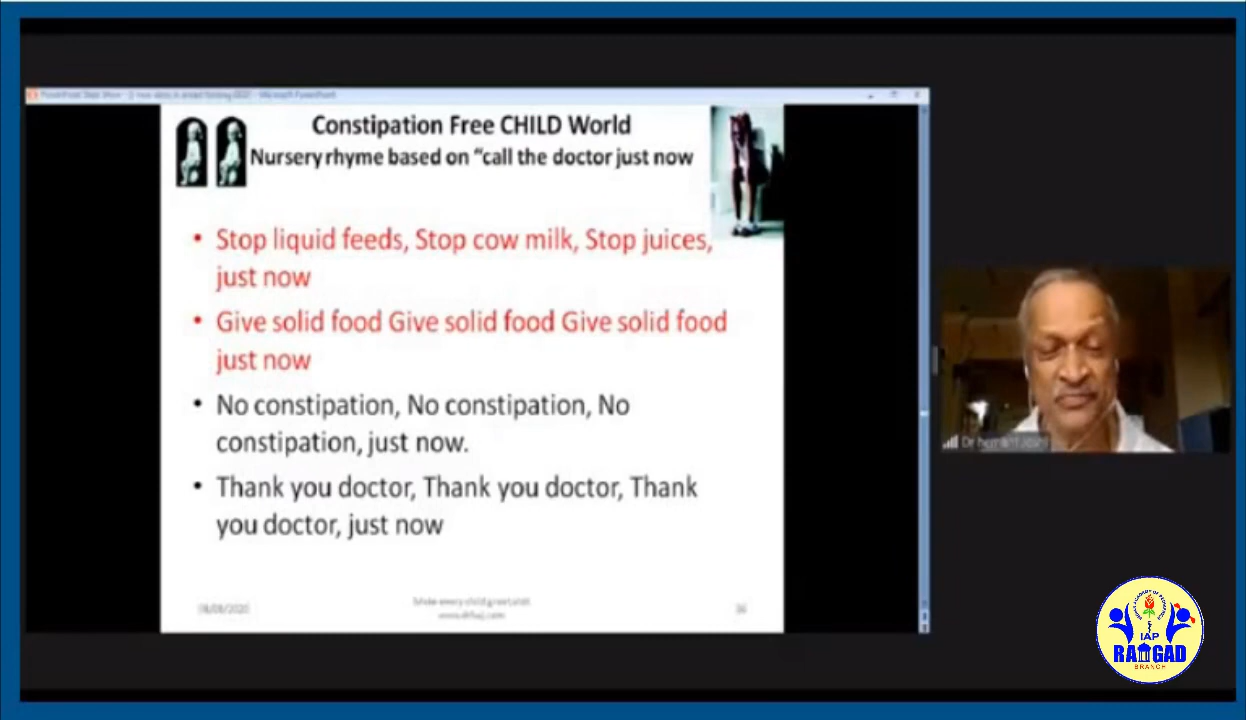 Constipation Free CHILD World
Nursery rhyme based on "call the doctor just now
• Stop liquid feeds, Stop cow milk, Stop juices,
just now
• Give solid food Give solid food Give solid food
just now
• No constipation, No constipation, No
constipation, just now.
• Thank you doctor, Thank you doctor, Thank
you doctor, just now
Dr
IAP
RAIGAD
BRANCH